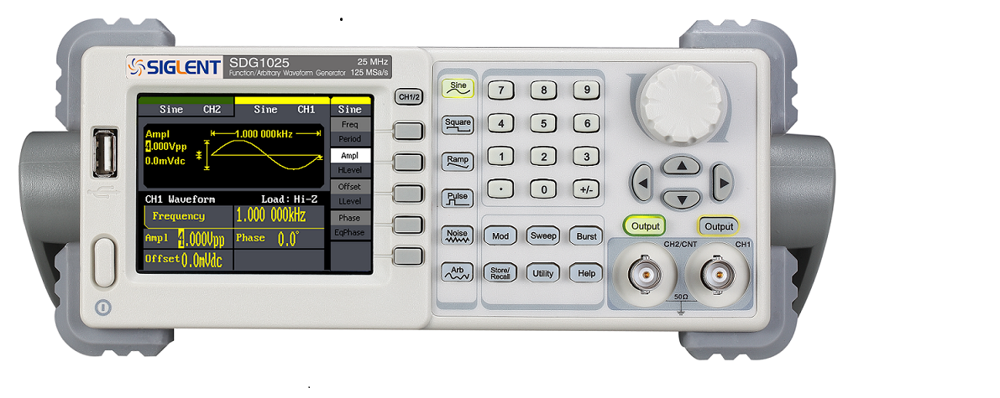 SIGLENT SDG1025 25 MHz
Function/Arbitrary Waveform Generator 125 MSa/s
Sine CH2 Sine CH1 Sine
Freq
Period
Ampl
HLevel
Offset
LLevel
Phase
EqPhase
Ampl
4.000Vpp
0.0mVdc
1.000 000kHz
CH1 Waveform Load: Hi-Z
Frequency 1.000 000kHz
Ampl 4.000Vpp Phase 0.0°
Offset 0.0mVdc
CH1/2
Sine
Square
Ramp
Pulse
Noise
Arb
7 8 9
4 5 6
1 2 3
· 0 +/-
Mod Sweep Burst
Store/
Recall Utility Help
Output Output
CH2/CNT CH1
50Ω